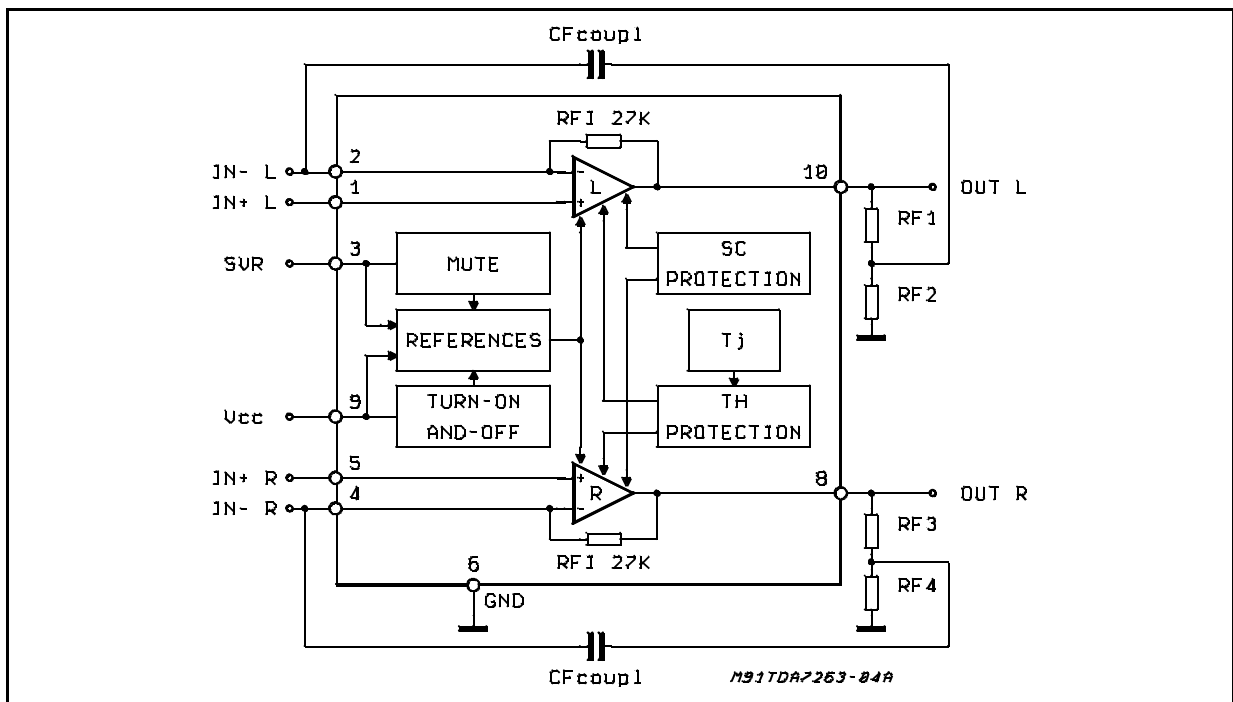 CFcoupl
RFI 27K
IN- L
2
L
10
OUT L
IN+ L
1
RF1
SVR
3
MUTE
SC
PROTECTION
RF2
REFERENCES
Tj
Vcc
9
TURN-ON
AND-OFF
TH
PROTECTION
IN+ R
5
IN- R
4
R
8
OUT R
RF3
RFI 27K
6
GND
RF4
CFcoupl
M91TDA7263-04A